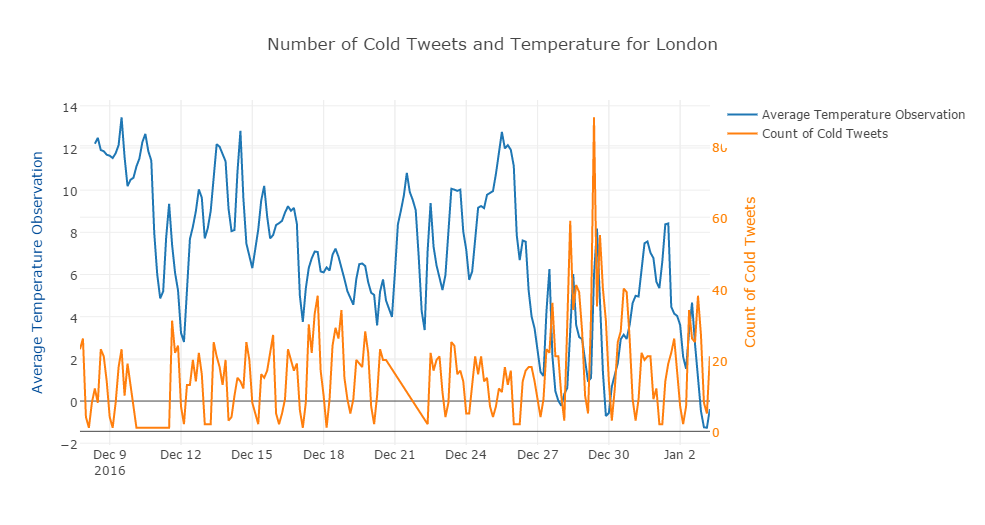 Number of Cold Tweets and Temperature for London
Average Temperature Observation
Count of Cold Tweets
14
12
10
8
6
4
2
0
−2
Average Temperature Observation
80
60
40
20
0
Count of Cold Tweets
Dec 9 Dec 12 Dec 15 Dec 18 Dec 21 Dec 24 Dec 27 Dec 30 Jan 2
2016